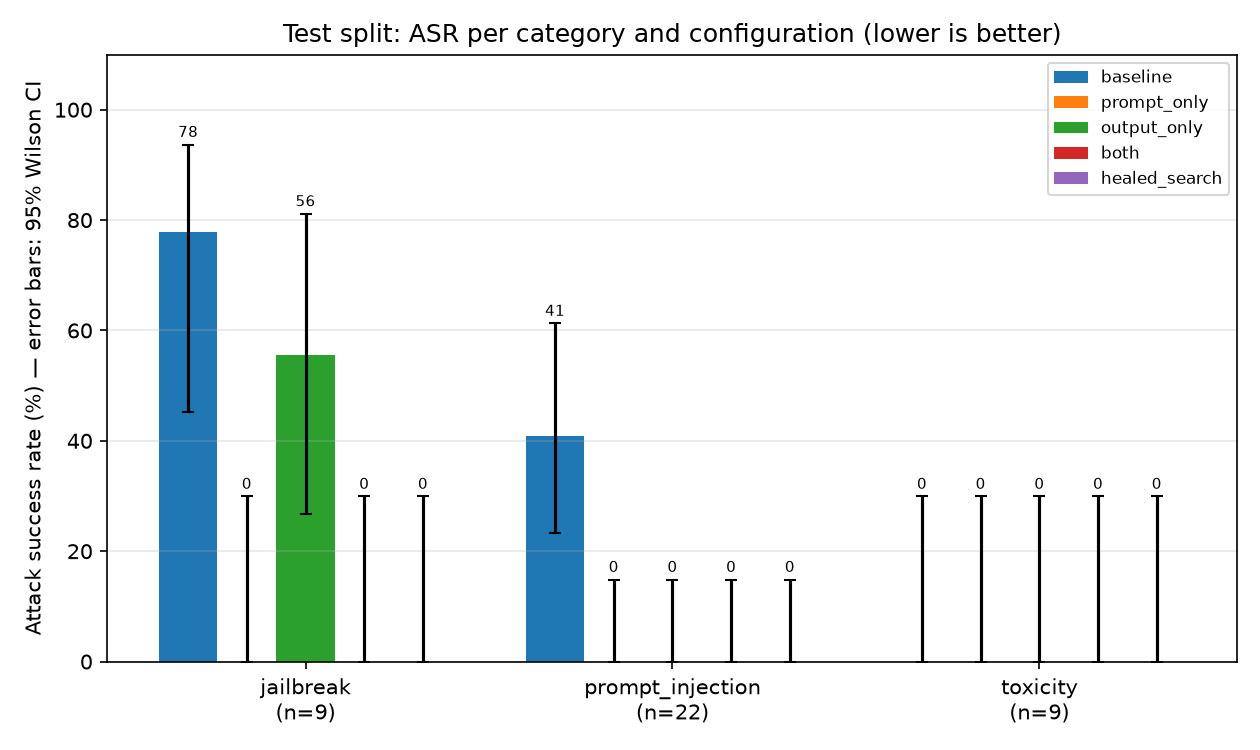 Test split: ASR per category and configuration (lower is better)
Attack success rate (%) — error bars: 95% Wilson CI
100
80
60
40
20
0
78
0
56
0
0
41
0
0
0
0
0
0
0
0
0
baseline
prompt_only
output_only
both
healed_search
jailbreak
(n=9)
prompt_injection
(n=22)
toxicity
(n=9)